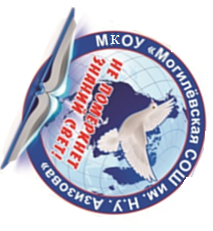 МКОУ «Могилёвская СОШ им. Н.У. Азизова»
НЕ ПОМЕРКНЕТ
ЗНАНИЙ СВЕТ!